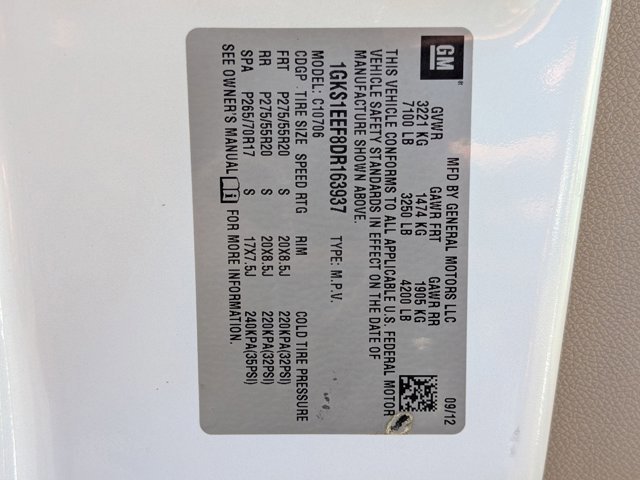 GM
MFD BY GENERAL MOTORS LLC 09/12
GVWR GAWR FRT GAWR RR
3221 KG 1474 KG 1905 KG
7100 LB 3250 LB 4200 LB
THIS VEHICLE CONFORMS TO ALL APPLICABLE U.S. FEDERAL MOTOR
VEHICLE SAFETY STANDARDS IN EFFECT ON THE DATE OF
MANUFACTURE SHOWN ABOVE.
1GKS1EEF8DR163937 TYPE: M.P.V.
MODEL: C10706
CDGP TIRE SIZE SPEED RTG RIM COLD TIRE PRESSURE
FRT P275/55R20 S 20X8.5J 220KPA(32PSI)
RR P275/55R20 S 20X8.5J 220KPA(32PSI)
SPA P265/70R17 S 17X7.5J 240KPA(35PSI)
SEE OWNER'S MANUAL FOR MORE INFORMATION.